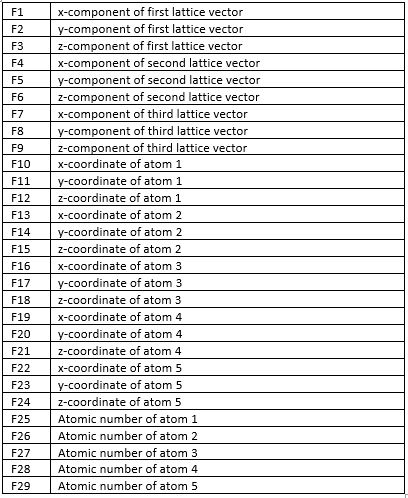 F1 x-component of first lattice vector
F2 y-component of first lattice vector
F3 z-component of first lattice vector
F4 x-component of second lattice vector
F5 y-component of second lattice vector
F6 z-component of second lattice vector
F7 x-component of third lattice vector
F8 y-component of third lattice vector
F9 z-component of third lattice vector
F10 x-coordinate of atom 1
F11 y-coordinate of atom 1
F12 z-coordinate of atom 1
F13 x-coordinate of atom 2
F14 y-coordinate of atom 2
F15 z-coordinate of atom 2
F16 x-coordinate of atom 3
F17 y-coordinate of atom 3
F18 z-coordinate of atom 3
F19 x-coordinate of atom 4
F20 y-coordinate of atom 4
F21 z-coordinate of atom 4
F22 x-coordinate of atom 5
F23 y-coordinate of atom 5
F24 z-coordinate of atom 5
F25 Atomic number of atom 1
F26 Atomic number of atom 2
F27 Atomic number of atom 3
F28 Atomic number of atom 4
F29 Atomic number of atom 5